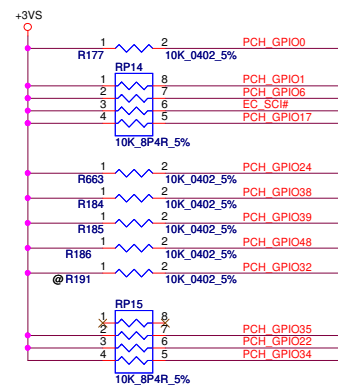 +3VS
1 2 PCH_GPIO0
R177 10K_0402_5%
RP14
1 8 PCH_GPIO1
2 7 PCH_GPIO6
3 6 EC_SCI#
4 5 PCH_GPIO17
10K_8P4R_5%
1 2 PCH_GPIO24
R663 10K_0402_5%
1 2 PCH_GPIO38
R184 10K_0402_5%
1 2 PCH_GPIO39
R185 10K_0402_5%
1 2 PCH_GPIO48
R186 10K_0402_5%
1 2 PCH_GPIO32
@ R191 10K_0402_5%
RP15
1 8
2 7 PCH_GPIO35
3 6 PCH_GPIO22
4 5 PCH_GPIO34
10K_8P4R_5%